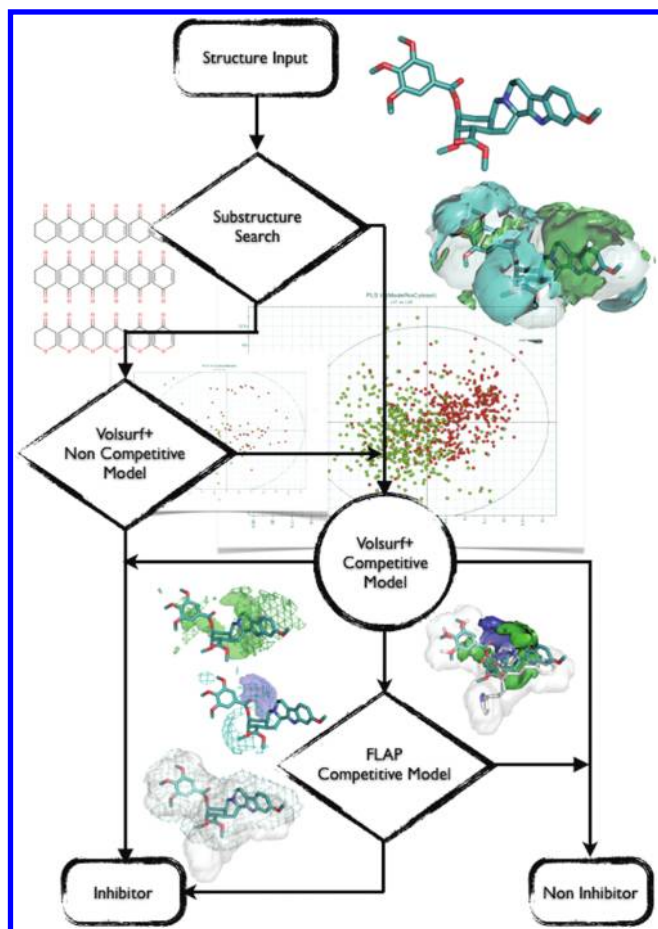 Structure Input
Substructure
Search
Volsurf+
Non Competitive
Model
Volsurf+
Competitive
Model
FLAP
Competitive Model
Inhibitor
Non Inhibitor